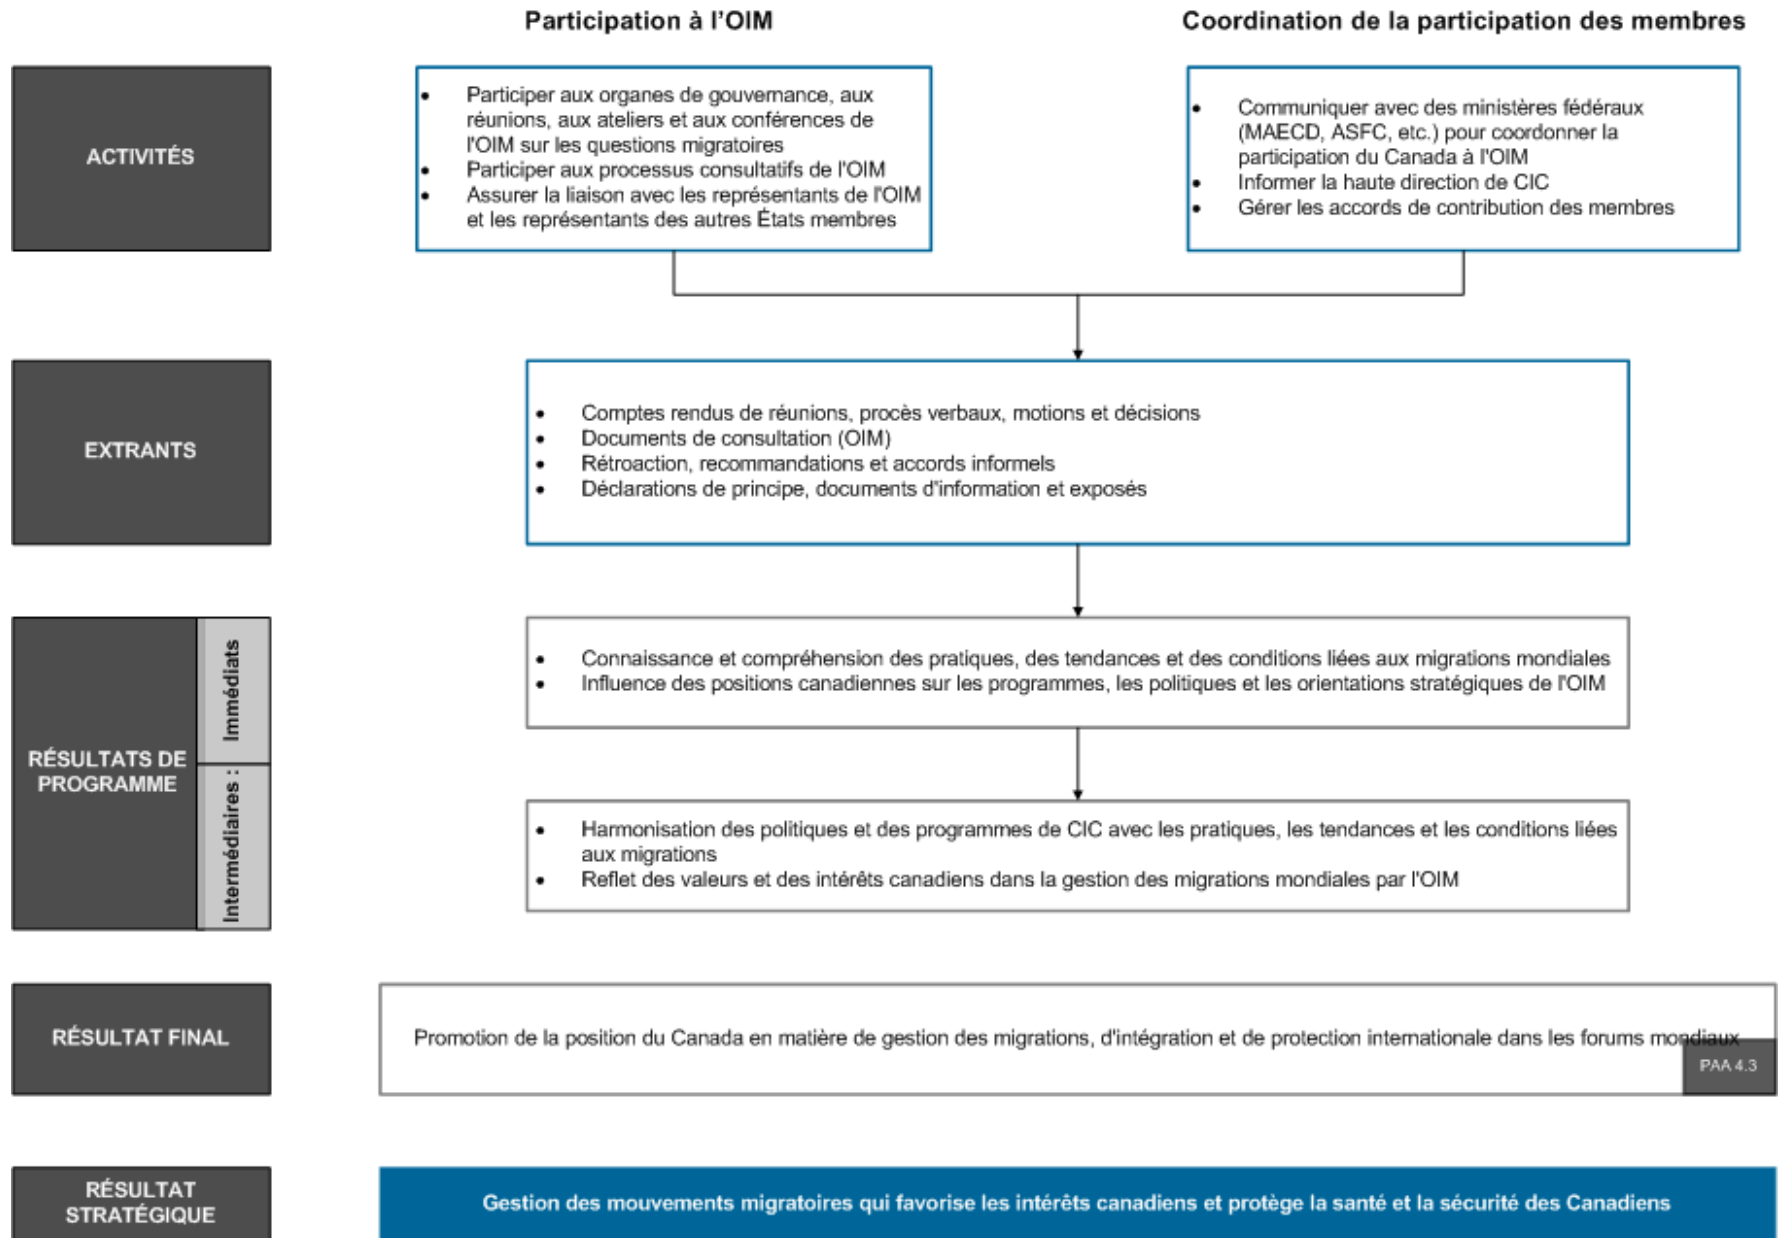 Participation à l'OIM
Coordination de la participation des membres
ACTIVITÉS
• Participer aux organes de gouvernance, aux
réunions, aux ateliers et aux conférences de
l'OIM sur les questions migratoires
• Participer aux processus consultatifs de l'OIM
• Assurer la liaison avec les représentants de l'OIM
et les représentants des autres États membres
• Communiquer avec des ministères fédéraux
(MAECD, ASFC, etc.) pour coordonner la
participation du Canada à l'OIM
• Informer la haute direction de CIC
• Gérer les accords de contribution des membres
EXTRANTS
• Comptes rendus de réunions, procès verbaux, motions et décisions
• Documents de consultation (OIM)
• Rétroaction, recommandations et accords informels
• Déclarations de principe, documents d'information et exposés
RÉSULTATS DE
PROGRAMME
Immédiats
• Connaissance et compréhension des pratiques, des tendances et des conditions liées aux migrations mondiales
• Influence des positions canadiennes sur les programmes, les politiques et les orientations stratégiques de l'OIM
Intermédiaires :
• Harmonisation des politiques et des programmes de CIC avec les pratiques, les tendances et les conditions liées
aux migrations
• Reflet des valeurs et des intérêts canadiens dans la gestion des migrations mondiales par l'OIM
RÉSULTAT FINAL
Promotion de la position du Canada en matière de gestion des migrations, d'intégration et de protection internationale dans les forums mondiaux
PAA 4.3
RÉSULTAT
STRATÉGIQUE
Gestion des mouvements migratoires qui favorise les intérêts canadiens et protège la santé et la sécurité des Canadiens